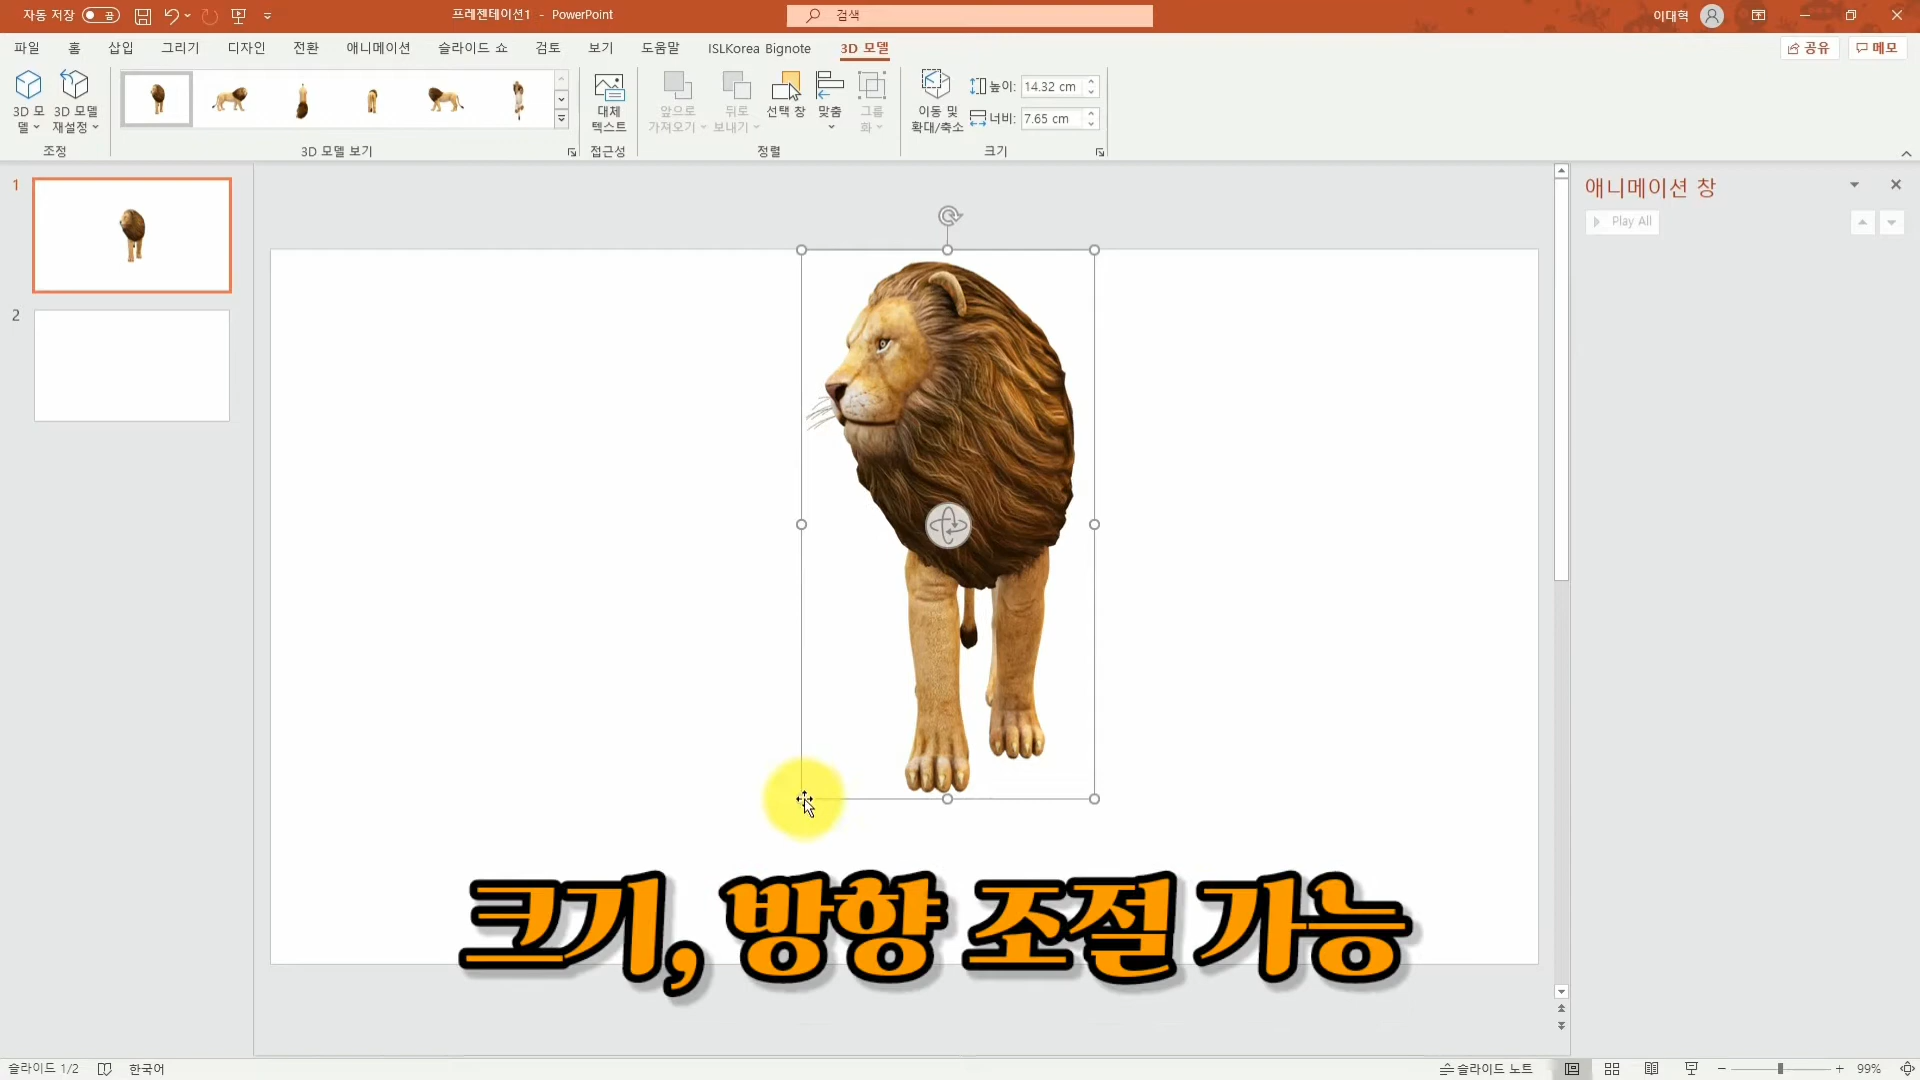 자동 저장 끔 프레젠테이션1 - PowerPoint 검색 이대혁
파일 홈 삽입 그리기 디자인 전환 애니메이션 슬라이드 쇼 검토 보기 도움말 ISLKorea Bignote 3D 모델 공유 메모
3D 모델
3D 모델 재설정
조정
3D 모델 보기
대체 텍스트
접근성
앞으로 가져오기
뒤로 보내기
선택 창
맞춤
그룹화
정렬
이동 및 확대/축소
높이: 14.32 cm
너비: 7.65 cm
크기
1
2
애니메이션 창
Play All
크기, 방향 조절 가능
슬라이드 1/2 한국어 슬라이드 노트 99%